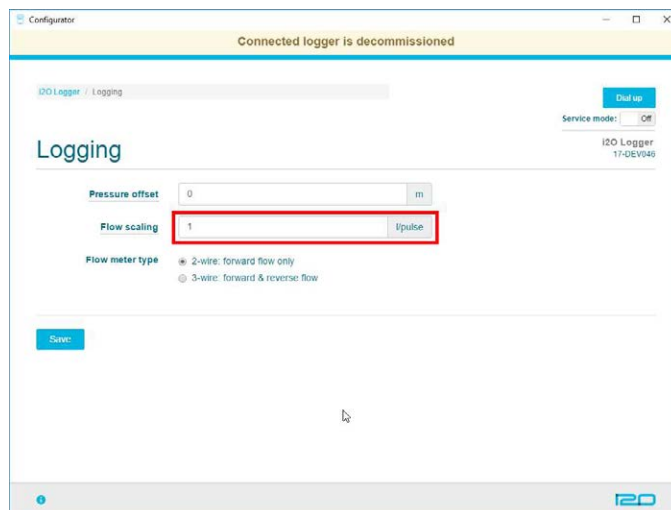 Configurator
Connected logger is decommissioned
i2O Logger / Logging
Dial up
Service mode: Off
i2O Logger
17-DEV046
Logging
Pressure offset 0 m
Flow scaling 1 l/pulse
Flow meter type 2-wire: forward flow only
3-wire: forward & reverse flow
Save
i2O